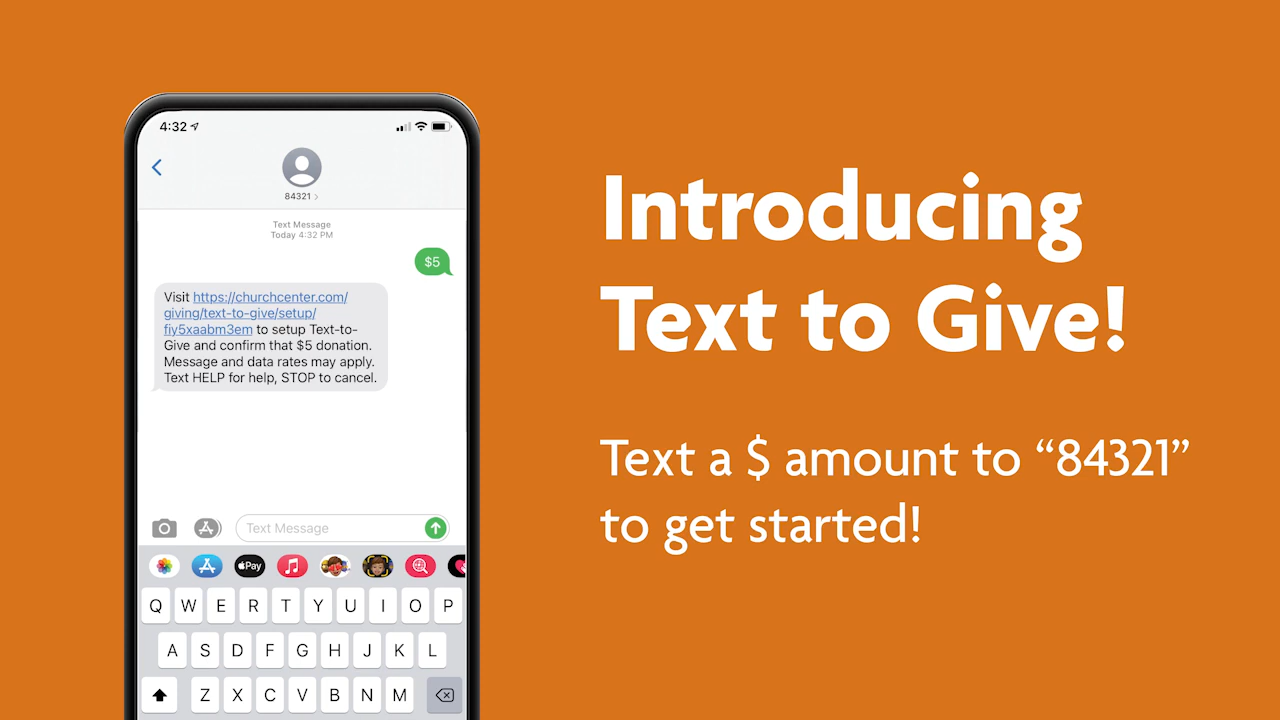 4:32
84321
Text Message
Today 4:32 PM
$5
Visit https://churchcenter.com/
giving/text-to-give/setup/
fiy5xaabm3em to setup Text-to-
Give and confirm that $5 donation.
Message and data rates may apply.
Text HELP for help, STOP to cancel.
Text Message
Pay
Q W E R T Y U I O P
A S D F G H J K L
Z X C V B N M
Introducing
Text to Give!
Text a $ amount to “84321”
to get started!